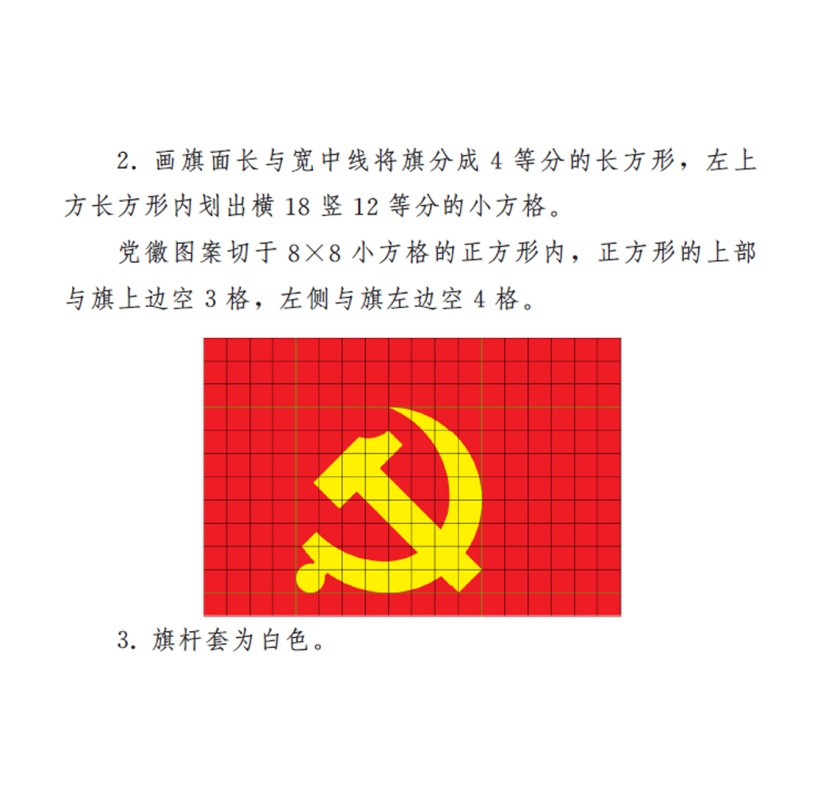 2. 画旗面长与宽中线将旗分成 4 等分的长方形，左上
方长方形内划出横 18 竖 12 等分的小方格。
党徽图案切于 8×8 小方格的正方形内，正方形的上部
与旗上边空 3 格，左侧与旗左边空 4 格。
3. 旗杆套为白色。